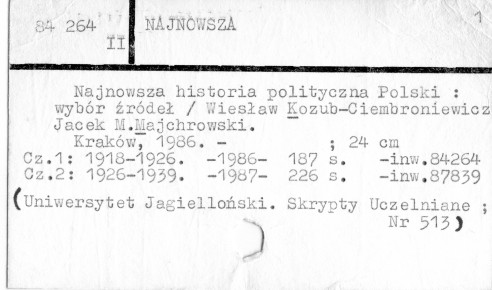 84 264
II
NAJNOWSZA
1
Najnowsza historia polityczna Polski :
wybór źródeł / Wiesław Kozub-Ciembroniewicz
Jacek M.Majchrowski.
Kraków, 1986. - ; 24 cm
Cz.1: 1918-1926. -1986- 187 s. -inw.84264
Cz.2: 1926-1939. -1987- 226 s. -inw.87839
(Uniwersytet Jagielloński. Skrypty Uczelniane ;
Nr 513)